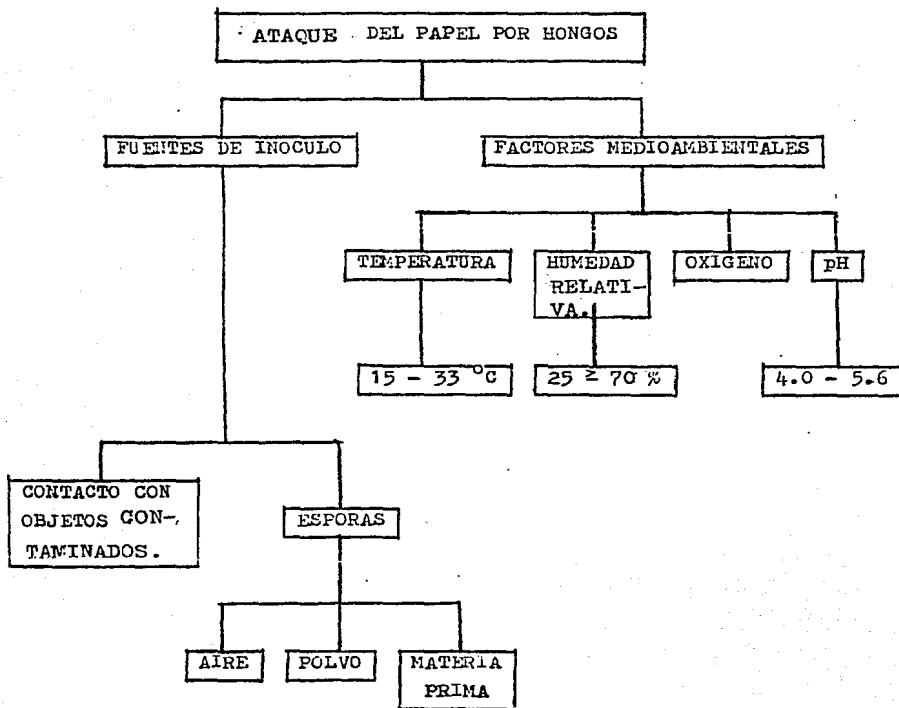 ATAQUE DEL PAPEL POR HONGOS
FUENTES DE INOCULO
FACTORES MEDIOAMBIENTALES
TEMPERATURA
HUMEDAD
RELATI-
VA.
OXIGENO
pH
15 - 33 °C
25 ≥ 70 %
4.0 - 5.6
CONTACTO CON
OBJETOS CON-
TAMINADOS.
ESPORAS
AIRE
POLVO
MATERIA
PRIMA